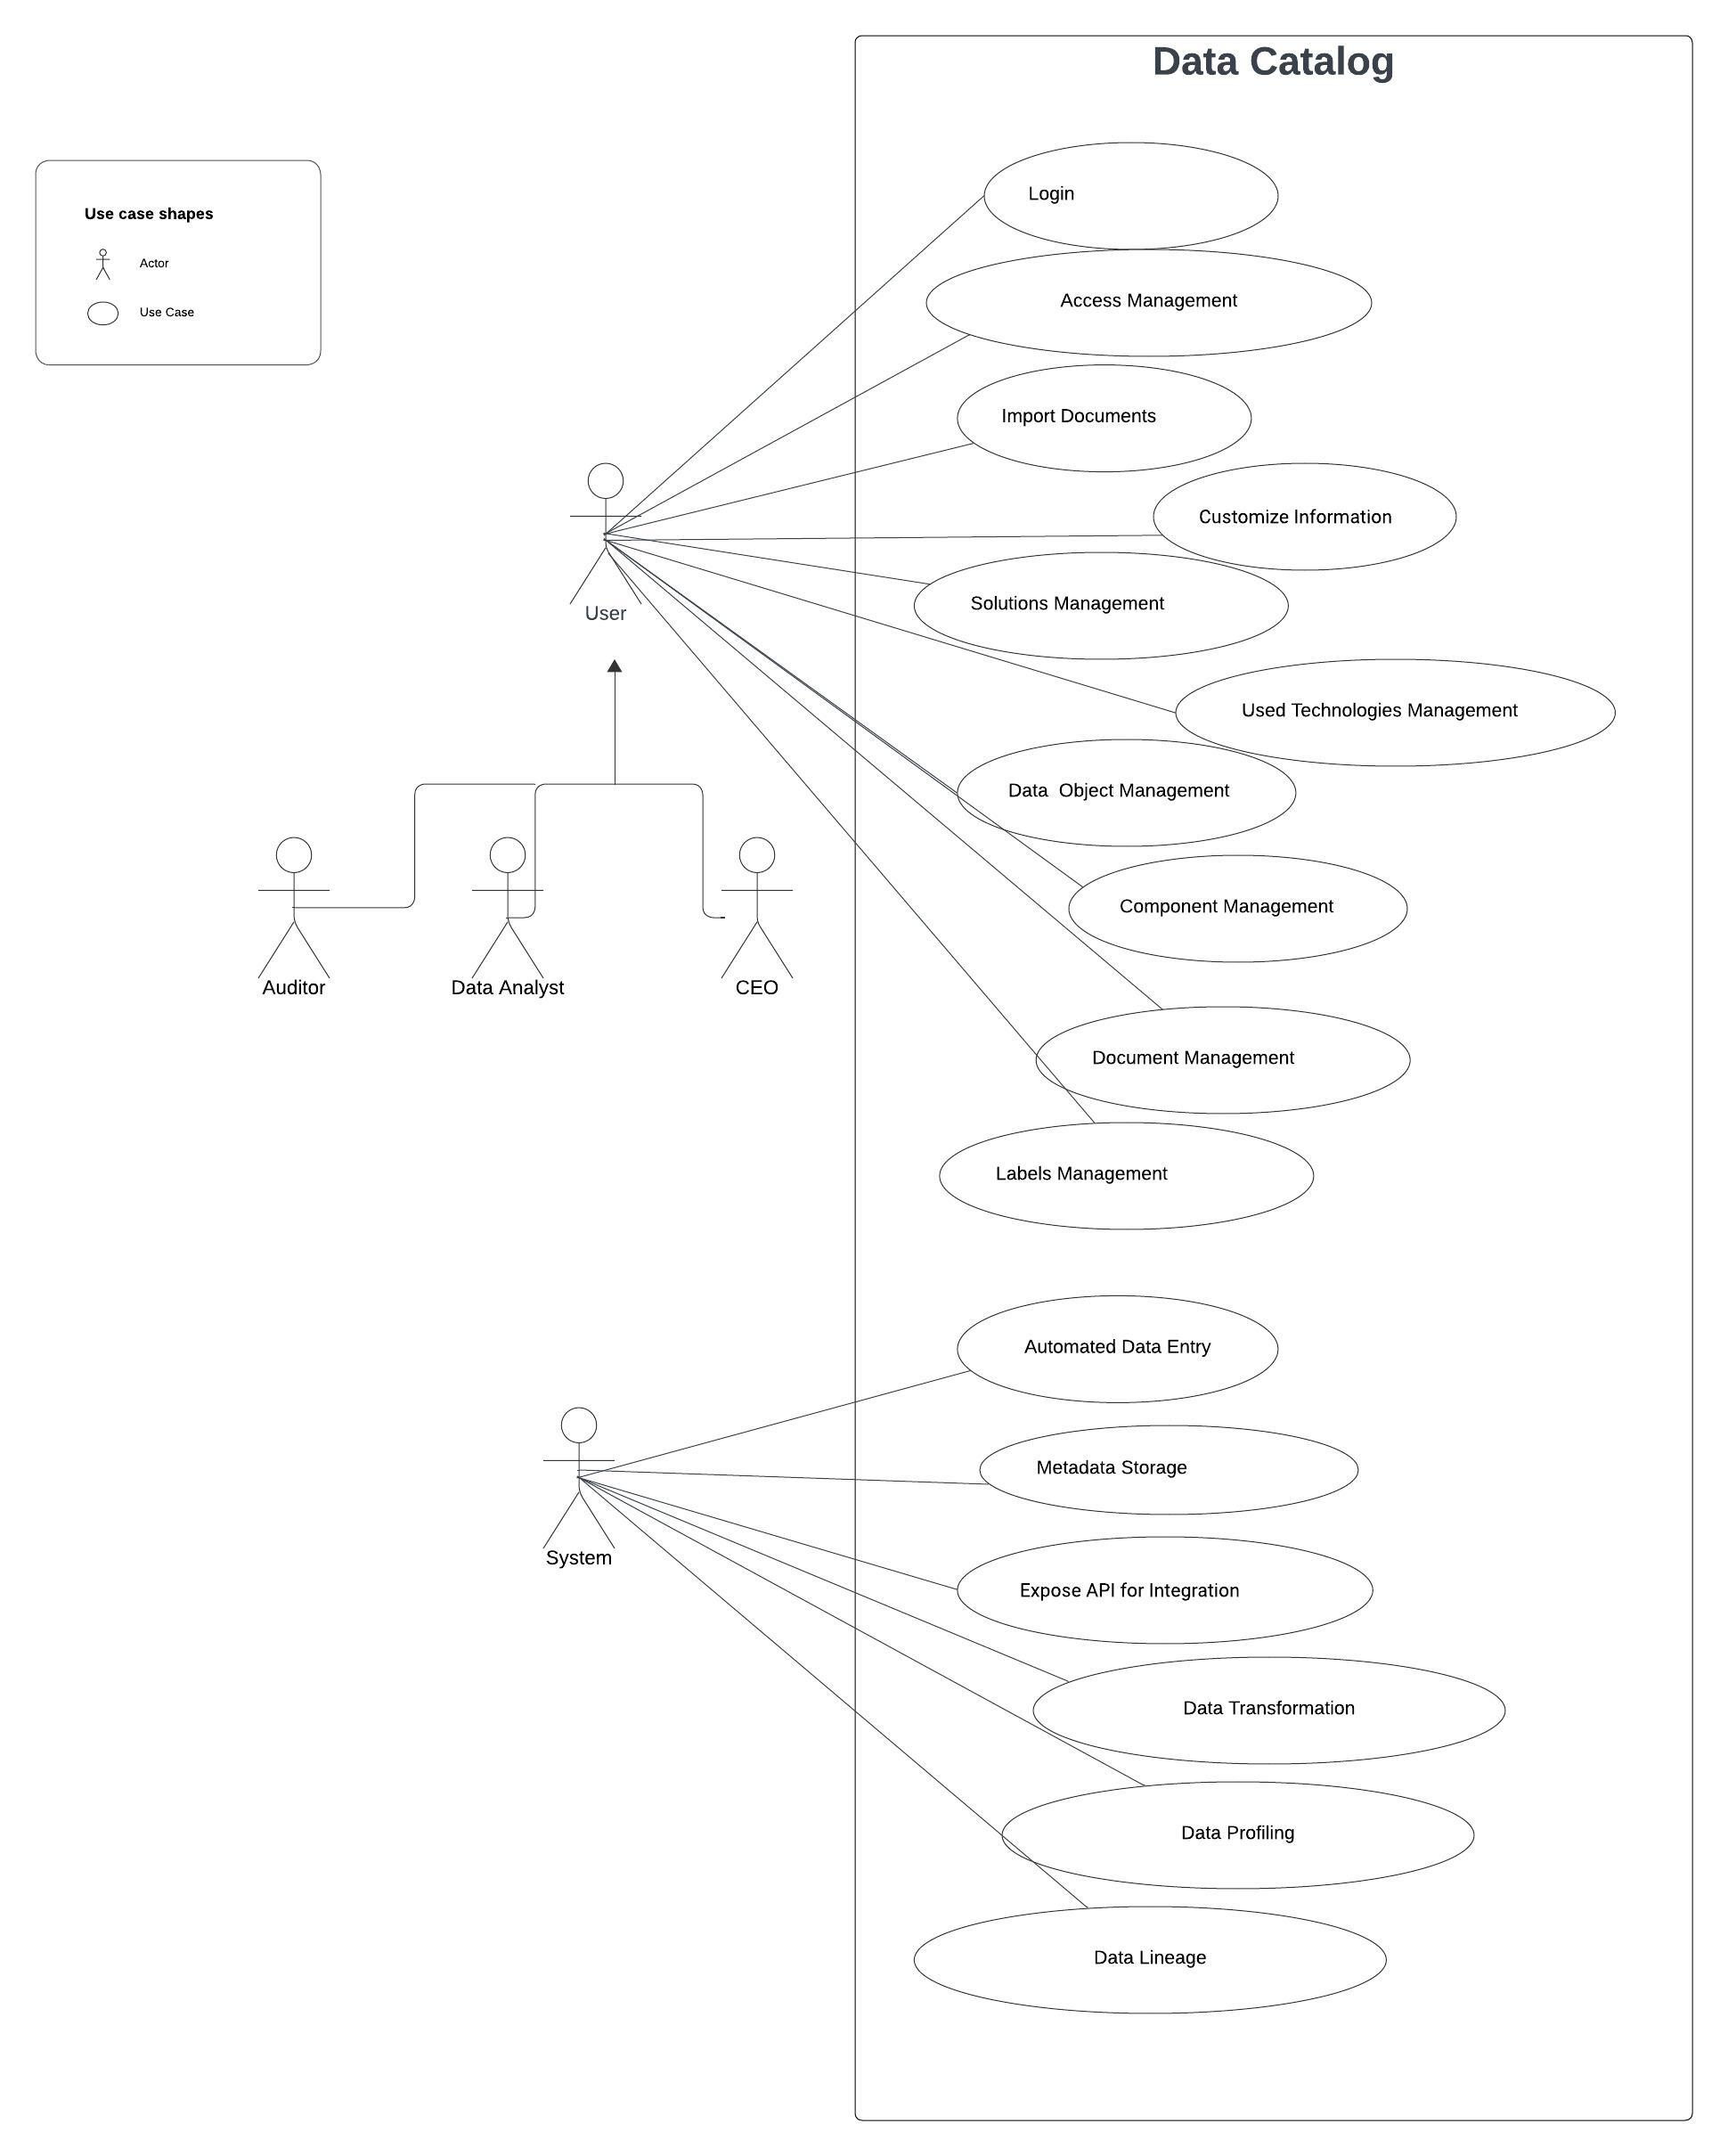 Data Catalog
Use case shapes
Actor
Use Case
Login
Access Management
Import Documents
Customize Information
Solutions Management
User
Used Technologies Management
Data  Object Management
Component Management
Auditor
Data Analyst
CEO
Document Management
Labels Management
Automated Data Entry
Metadata Storage
System
Expose API for Integration
Data Transformation
Data Profiling
Data Lineage